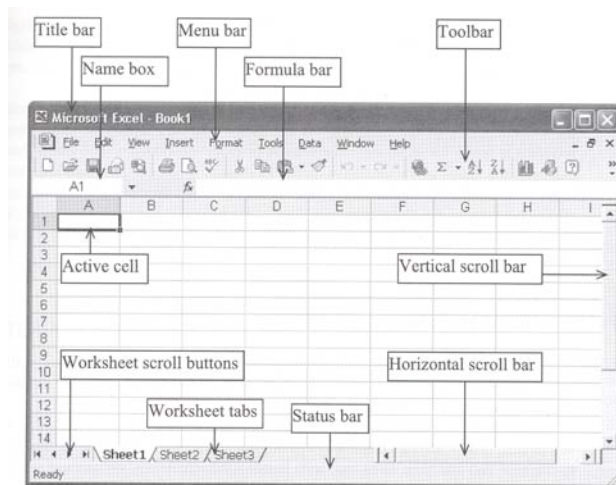 Title bar
Menu bar
Toolbar
Name box
Formula bar
Microsoft Excel - Book1
File Edit View Insert Format Tools Data Window Help
A1
fx
A B C D E F G H I
1
2
3
Active cell
Vertical scroll bar
4
5
6
7
8
9
Worksheet scroll buttons
Horizontal scroll bar
10
11
12
Worksheet tabs
Status bar
13
14
Sheet1 / Sheet2 / Sheet3 /
Ready